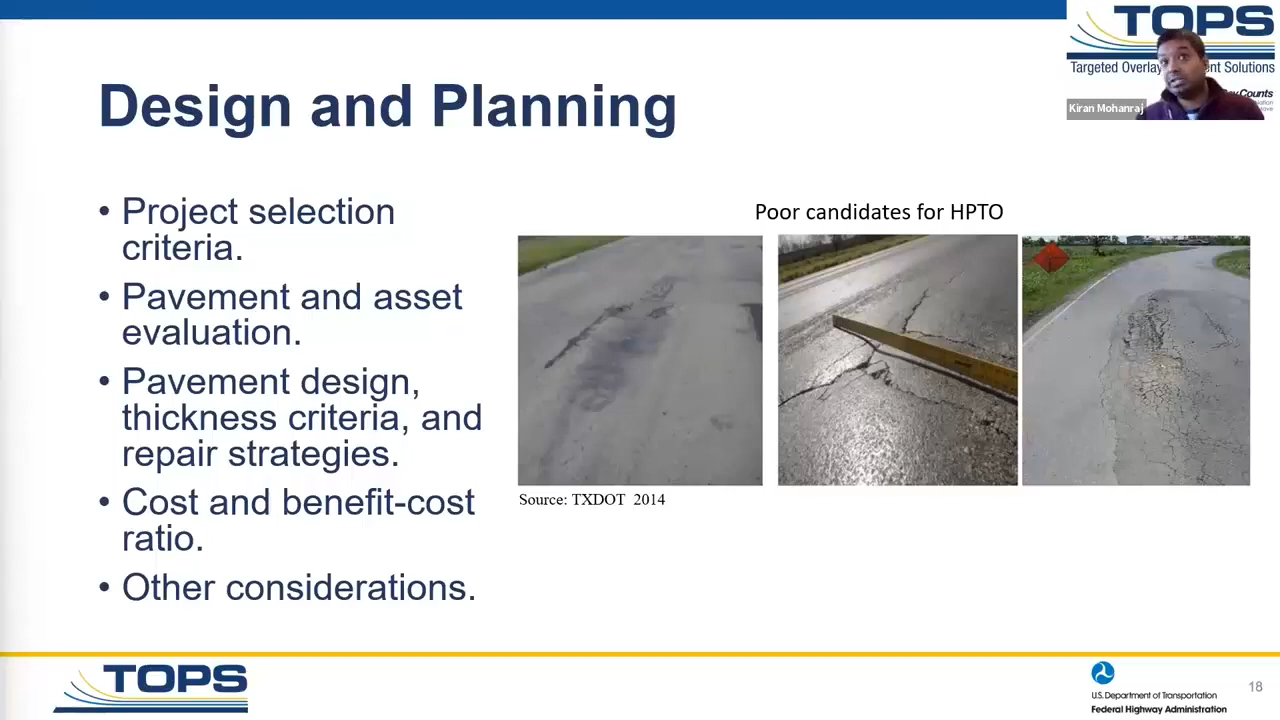 TOPS
Targeted Overlay
nt Solutions
Kiran Mohanraj
Counts
Design and Planning
• Project selection
criteria.
• Pavement and asset
evaluation.
• Pavement design,
thickness criteria, and
repair strategies.
• Cost and benefit-cost
ratio.
• Other considerations.
Poor candidates for HPTO
Source: TXDOT 2014
TOPS
U.S. Department of Transportation
Federal Highway Administration
18